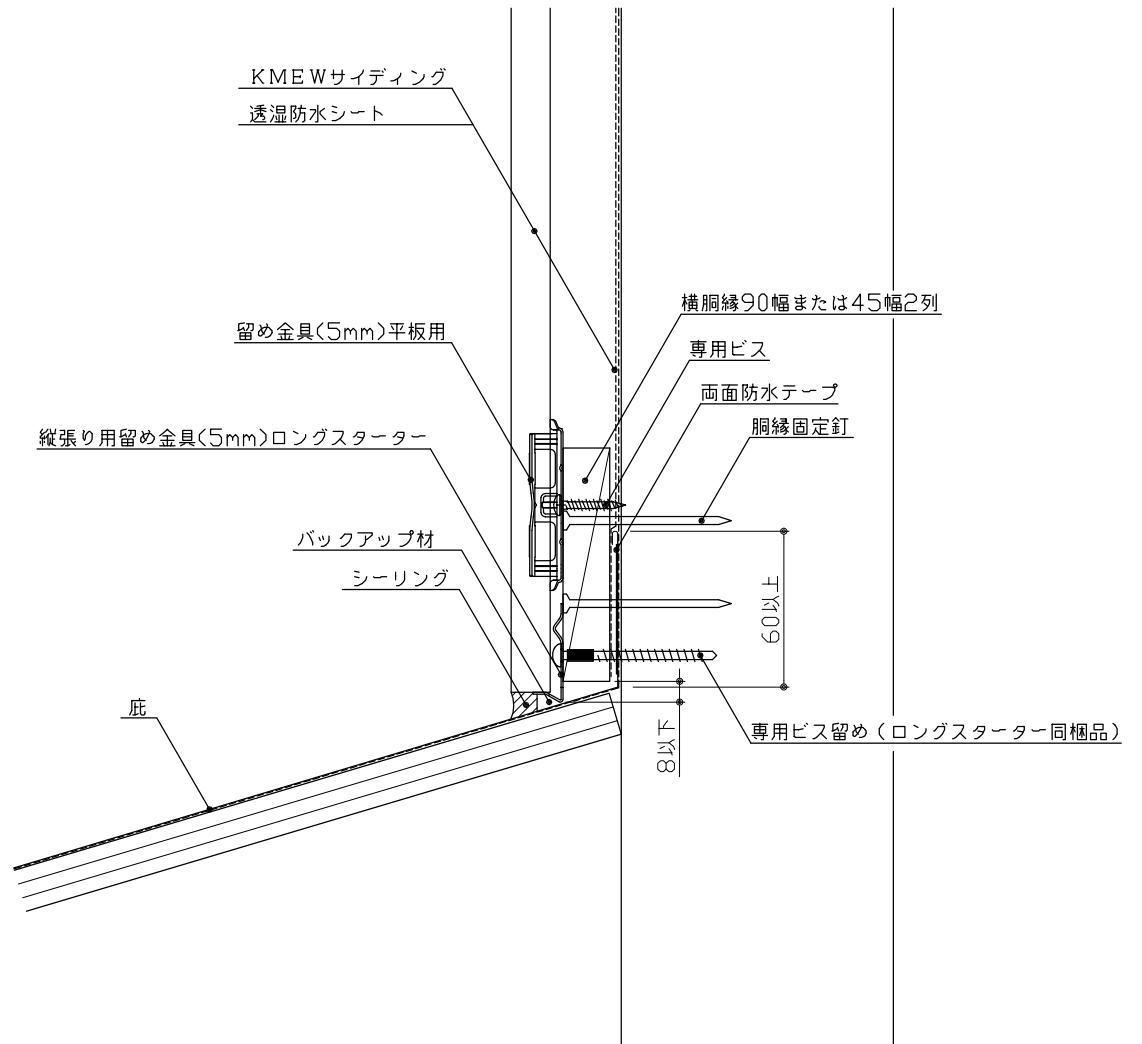 KMEWサイディング
透湿防水シート
横胴縁90幅または45幅2列
留め金具(5mm)平板用
専用ビス
両面防水テープ
胴縁固定釘
縦張り用留め金具(5mm)ロングスターター
バックアップ材
シーリング
60以上
庇
8以下
専用ビス留め(ロングスターター同梱品)